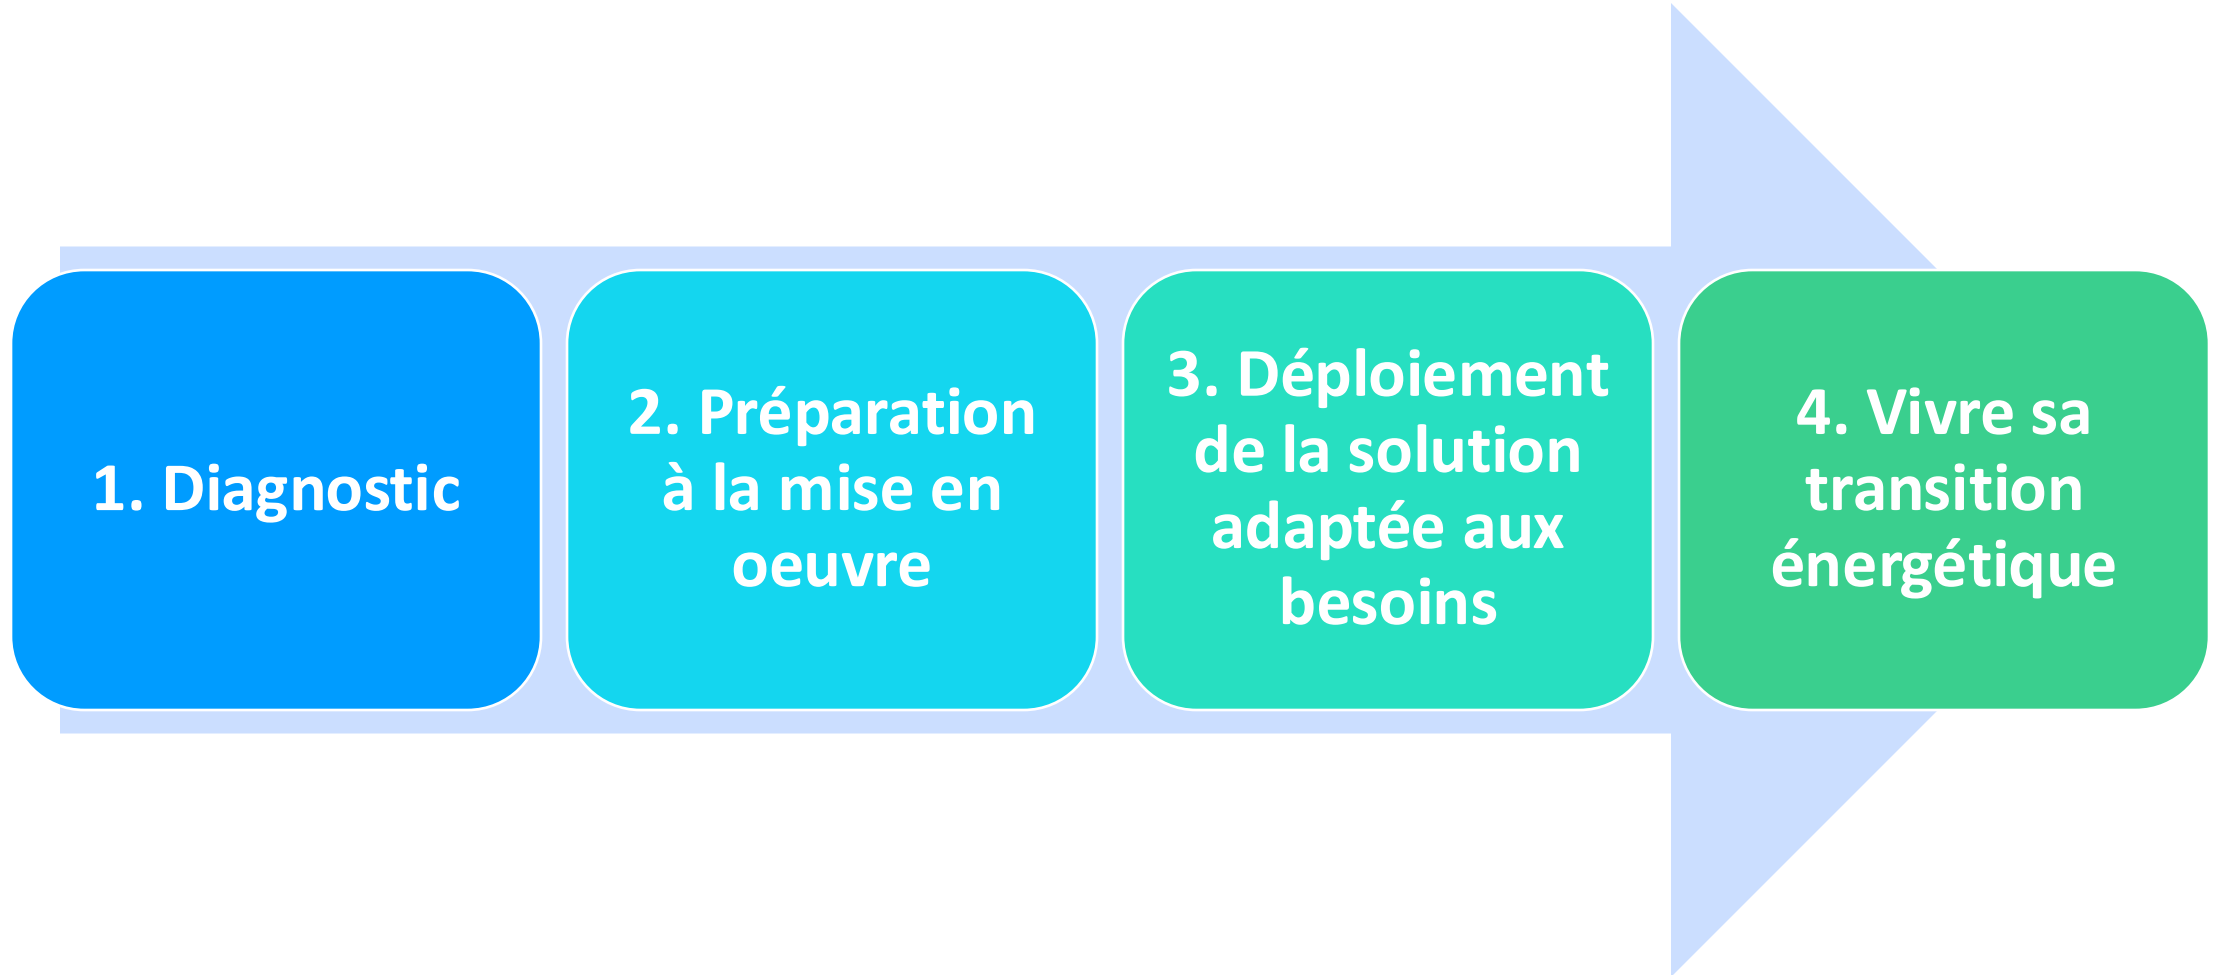 1. Diagnostic
2. Préparation
à la mise en
oeuvre
3. Déploiement
de la solution
adaptée aux
besoins
4. Vivre sa
transition
énergétique